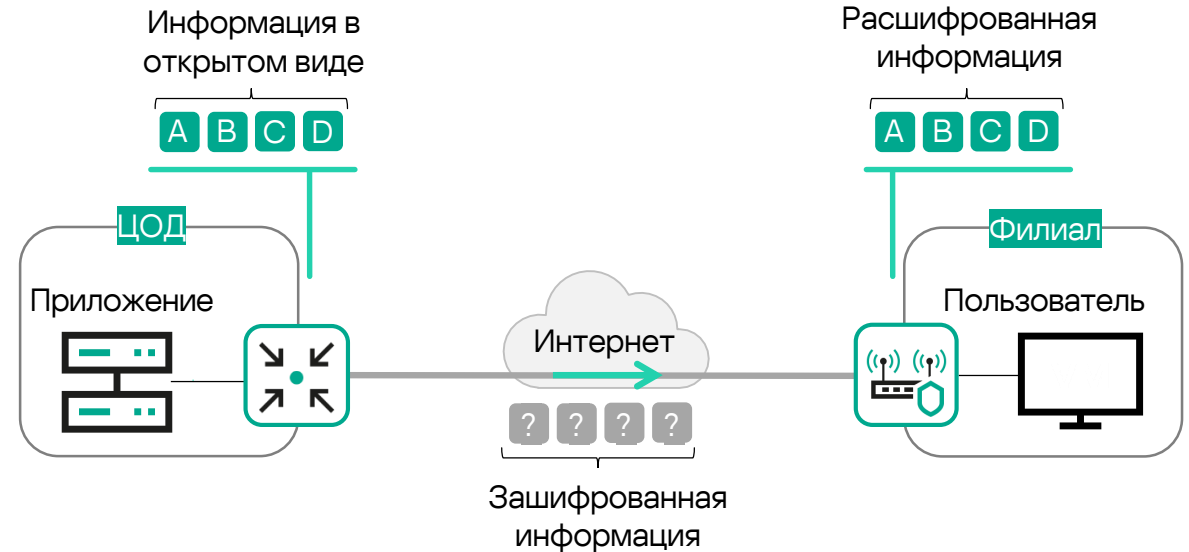 Информация в
открытом виде
A B C D
Расшифрованная
информация
A B C D
ЦОД
Приложение
Интернет
? ? ? ?
Зашифрованная
информация
Филиал
Пользователь